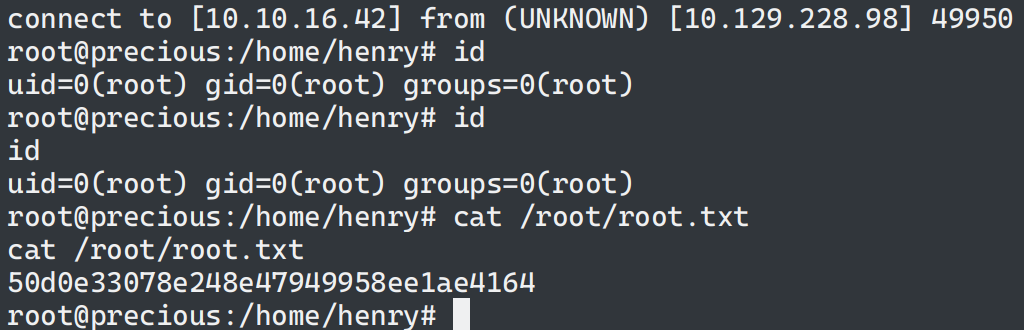 connect to [10.10.16.42] from (UNKNOWN) [10.129.228.98] 49950
root@precious:/home/henry# id
uid=0(root) gid=0(root) groups=0(root)
root@precious:/home/henry# id
id
uid=0(root) gid=0(root) groups=0(root)
root@precious:/home/henry# cat /root/root.txt
cat /root/root.txt
50d0e33078e248e47949958ee1ae4164
root@precious:/home/henry#